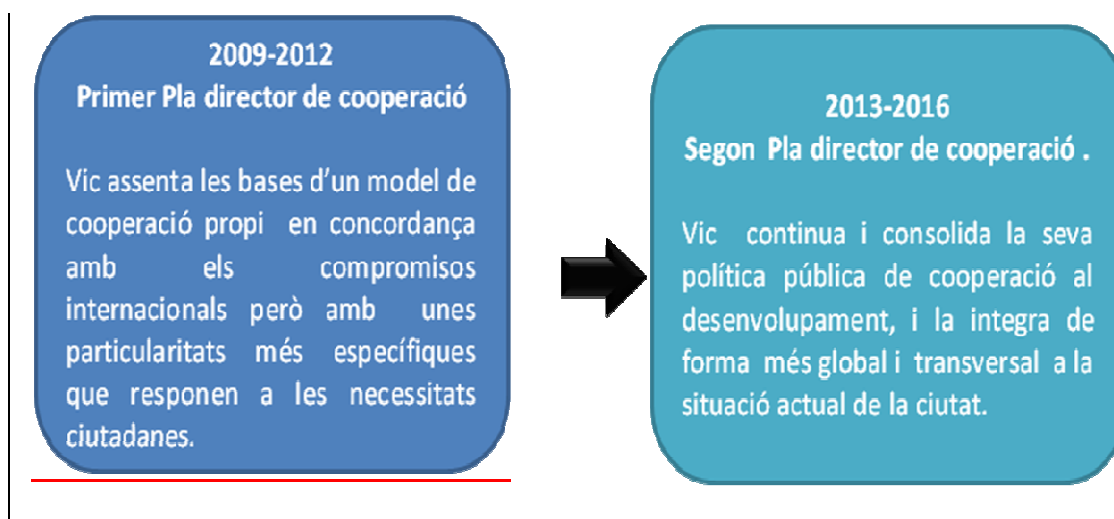 2009-2012
Primer Pla director de cooperació
Vic assenta les bases d'un model de
cooperació propi en concordança
amb els compromisos
internacionals però amb unes
particularitats més específiques
que responen a les necessitats
ciutadanes.
2013-2016
Segon Pla director de cooperació .
Vic continua i consolida la seva
política pública de cooperació al
desenvolupament, i la integra de
forma més global i transversal a la
situació actual de la ciutat.